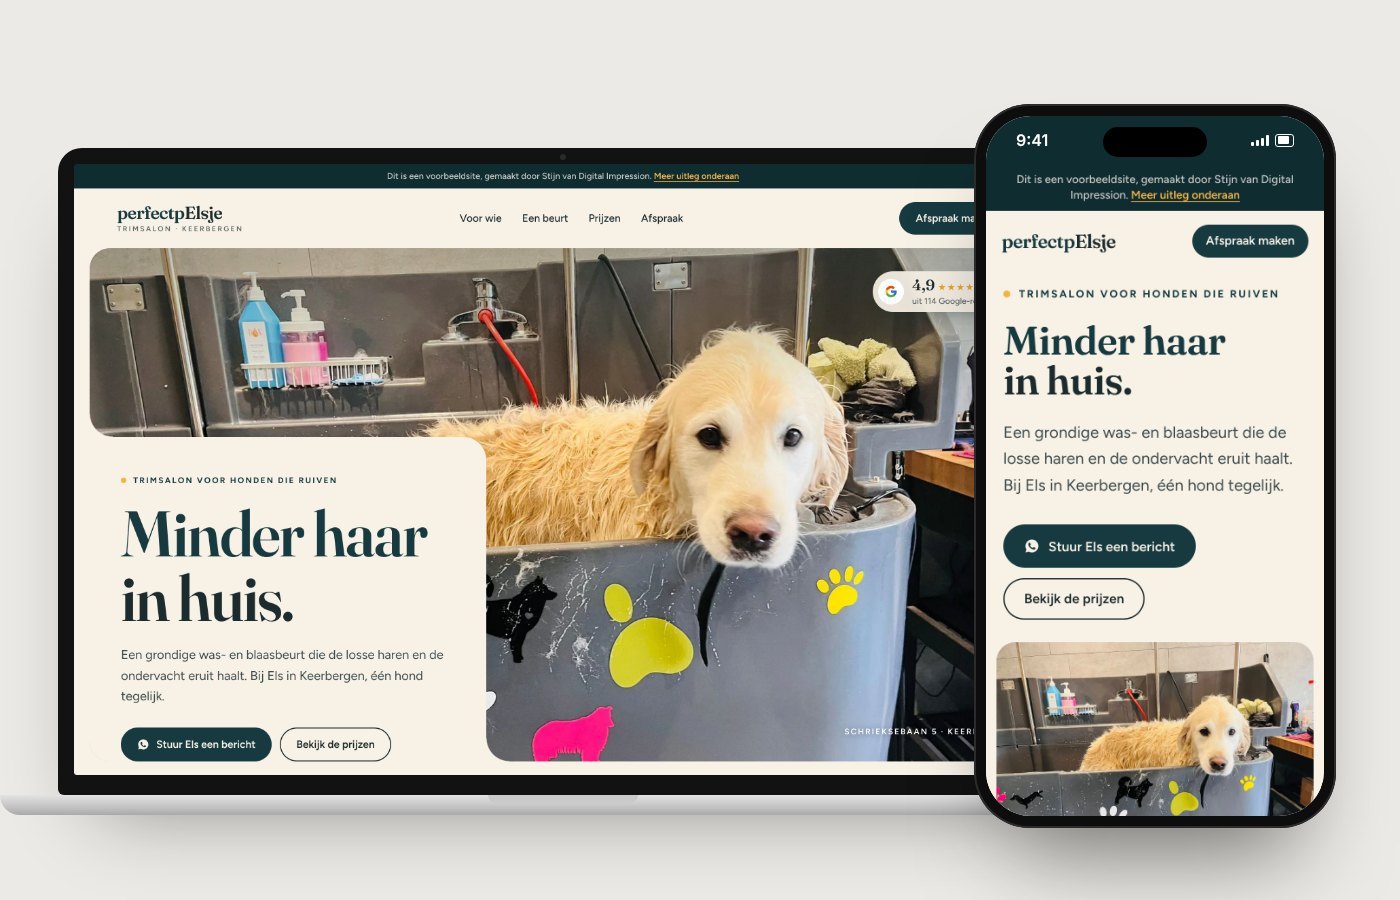 Dit is een voorbeeldsite, gemaakt door Stijn van Digital Impression. Meer uitleg onderaan
perfectpElsje
TRIMSALON · KEERBERGEN
Voor wie
Een beurt
Prijzen
Afspraak
Afspraak
4,9
uit 114
TRIMSALON VOOR HONDEN DIE RUIVEN
Minder haar
in huis.
Een grondige was- en blaasbeurt die de losse haren en de
ondervacht eruit haalt. Bij Els in Keerbergen, één hond
tegelijk.
Stuur Els een bericht
Bekijk de prijzen
SCHRIEKSEBAAN 5 ·
9:41
Dit is een voorbeeldsite, gemaakt door Stijn van Digital
Impression. Meer uitleg onderaan
perfectpElsje
Afspraak maken
TRIMSALON VOOR HONDEN DIE RUIVEN
Minder haar
in huis.
Een grondige was- en blaasbeurt die de
losse haren en de ondervacht eruit haalt.
Bij Els in Keerbergen, één hond tegelijk.
Stuur Els een bericht
Bekijk de prijzen